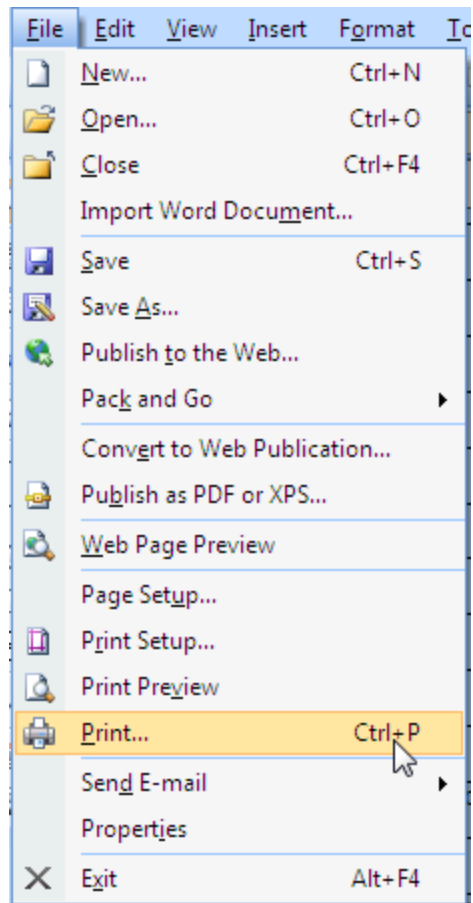 File Edit View Insert Format To
New... Ctrl+N
Open... Ctrl+O
Close Ctrl+F4
Import Word Document...
Save Ctrl+S
Save As...
Publish to the Web...
Pack and Go
Convert to Web Publication...
Publish as PDF or XPS...
Web Page Preview
Page Setup...
Print Setup...
Print Preview
Print... Ctrl+P
Send E-mail
Properties
Exit Alt+F4